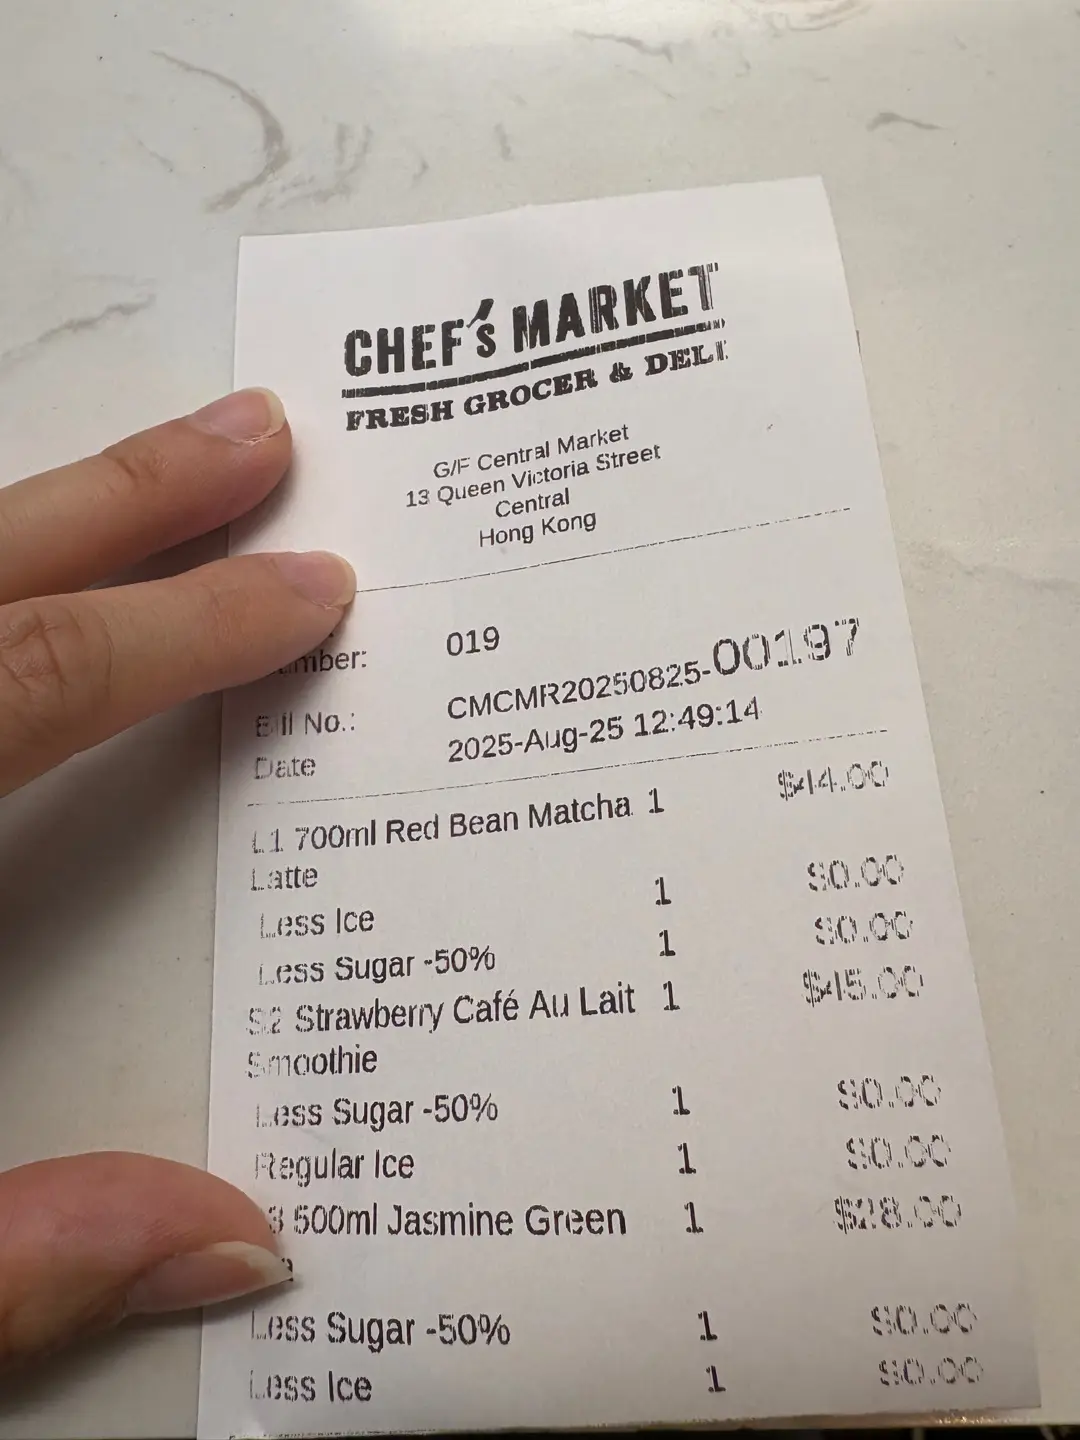 CHEF's MARKET
FRESH GROCER & DELI
G/F Central Market
13 Queen Victoria Street
Central
Hong Kong
019
Bill No.: CMCMR20250825-00197
Date 2025-Aug-25 12:49:14
L1 700ml Red Bean Matcha 1 $44.00
Latte
Less Ice 1 $0.00
Less Sugar -50% 1 $0.00
S2 Strawberry Café Au Lait 1 $45.00
Smoothie
Less Sugar -50% 1 $0.00
Regular Ice 1 $0.00
3 500ml Jasmine Green 1 $28.00
Less Sugar -50% 1 $0.00
Less Ice 1 $0.00